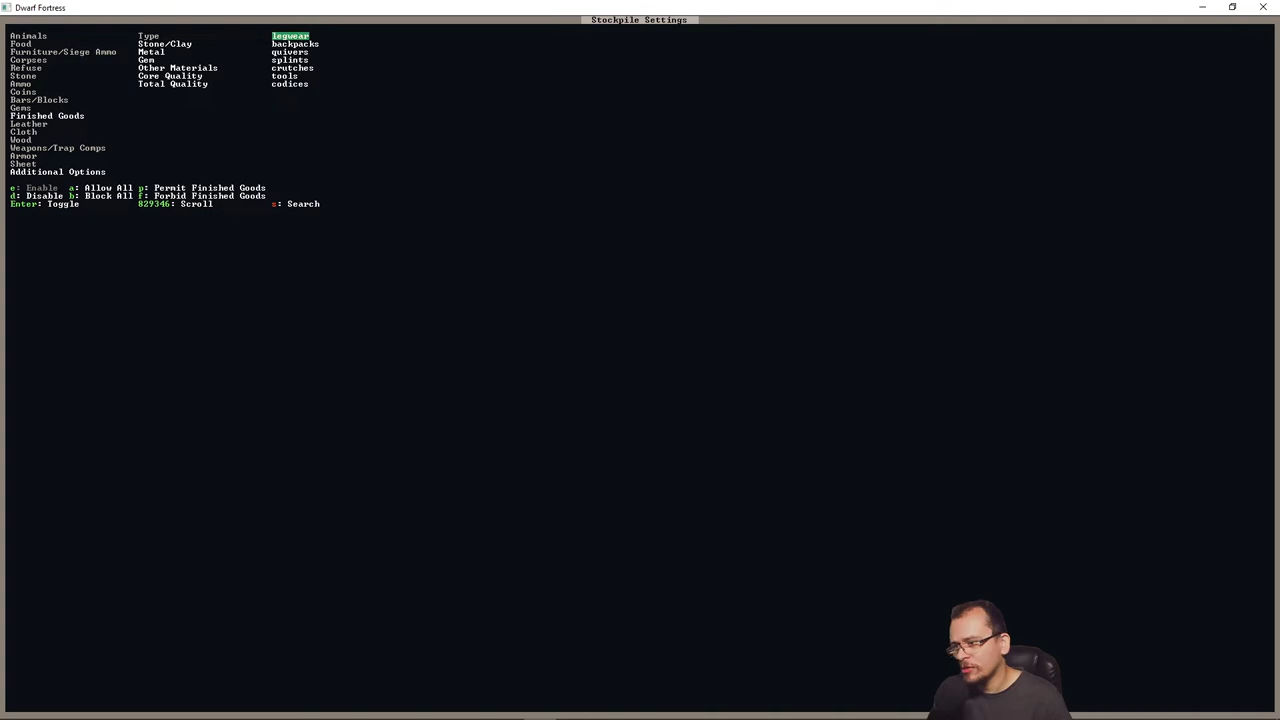 Dwarf Fortress
Stockpile Settings
Animals Type legwear
Food Stone/Clay backpacks
Furniture/Siege Ammo Metal quivers
Corpses Gem splints
Refuse Other Materials crutches
Stone Core Quality tools
Ammo Total Quality codices
Coins
Bars/Blocks
Gems
Finished Goods
Leather
Cloth
Wood
Weapons/Trap Comps
Armor
Sheet
Additional Options
e: Enable a: Allow All p: Permit Finished Goods
d: Disable b: Block All f: Forbid Finished Goods
Enter: Toggle 829346: Scroll s: Search